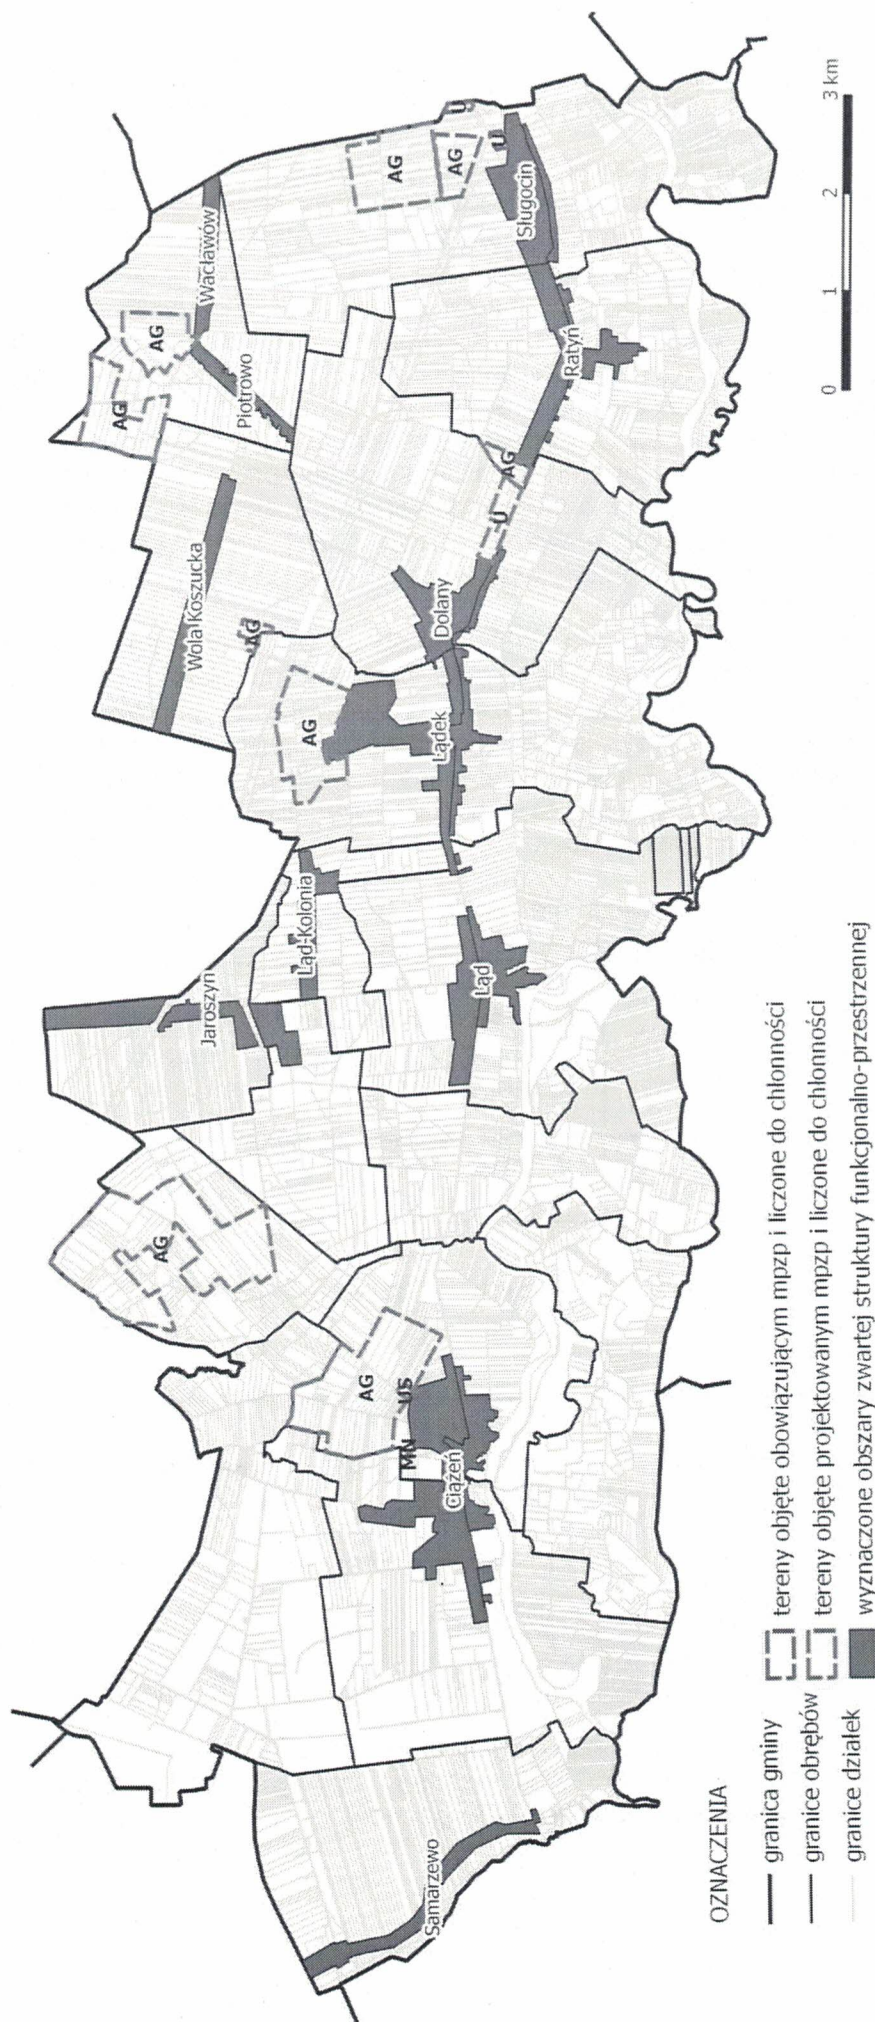 Samarzewo
Ciążeń
MN
US
AG
AG
Jaroszyn
Ląd-Kolonia
Ląd
AG
Lądek
Wola Koszucka
AG
Dolany
U
AG
AG
AG
Piotrowo
Wacławów
Ratyń
Sługocin
AG
AG
U
U
0 1 2 3 km
OZNACZENIA
granica gminy
granice obrębów
granice działek
tereny objęte obowiązującym mpzp i liczone do chłonności
tereny objęte projektowanym mpzp i liczone do chłonności
wyznaczone obszary zwartej struktury funkcjonalno-przestrzennej